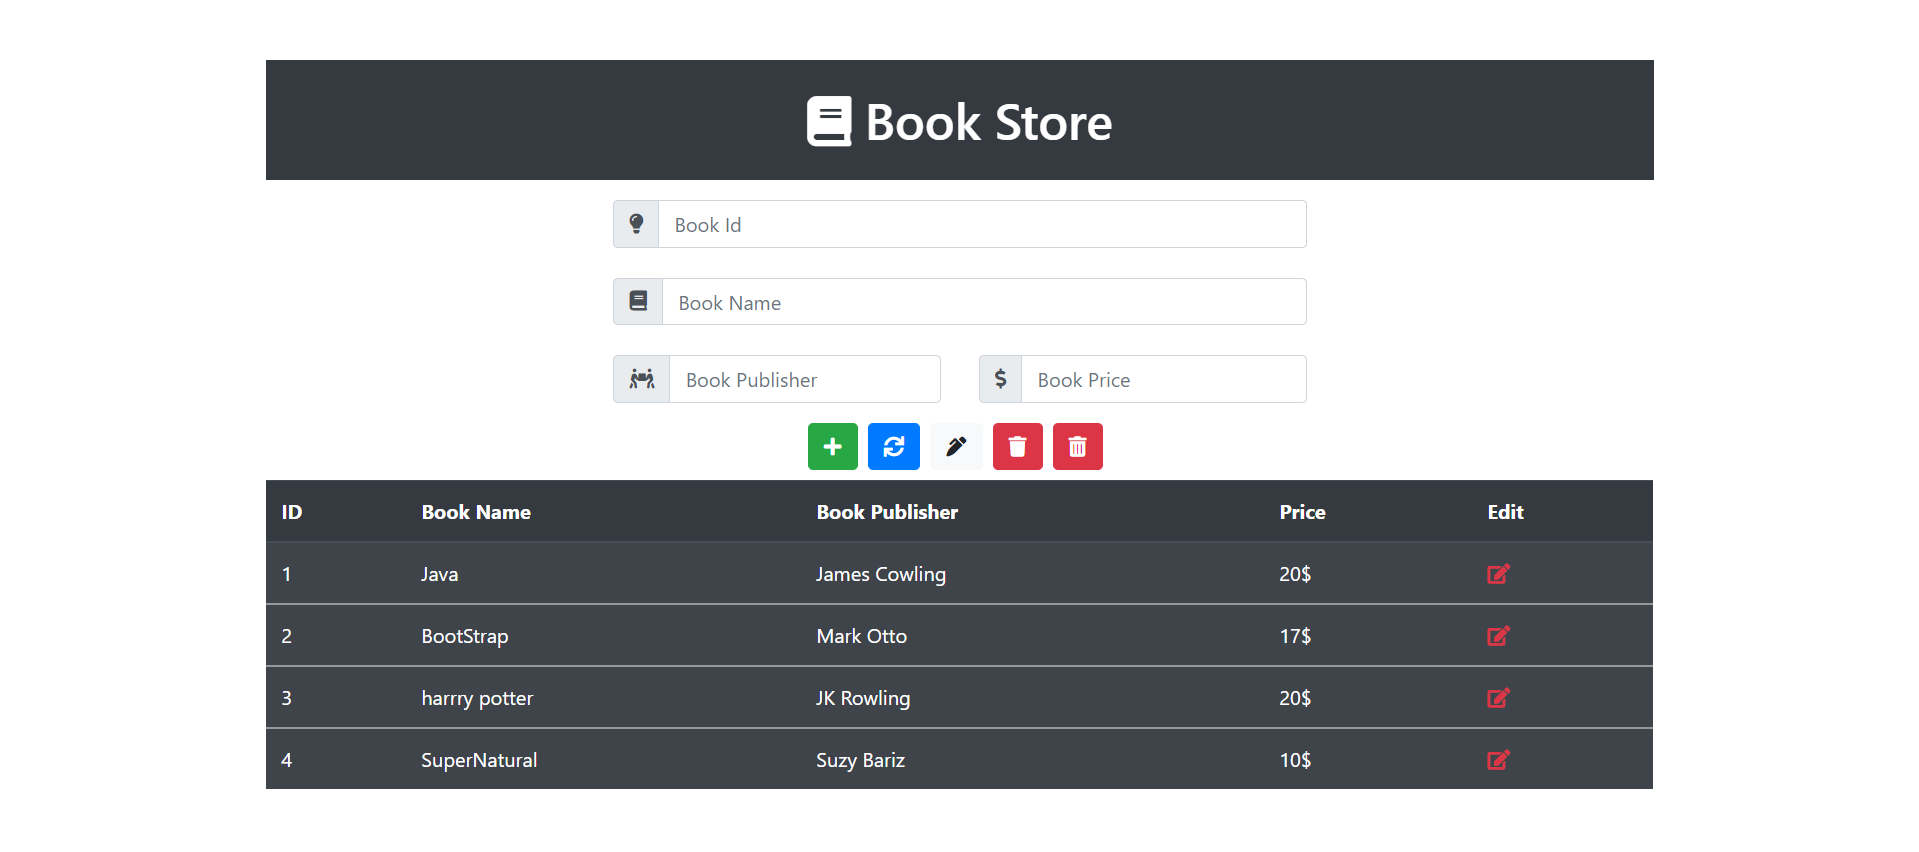 Book Store
Book Id
Book Name
Book Publisher Book Price
ID Book Name Book Publisher Price Edit
1 Java James Cowling 20$
2 BootStrap Mark Otto 17$
3 harrry potter JK Rowling 20$
4 SuperNatural Suzy Bariz 10$